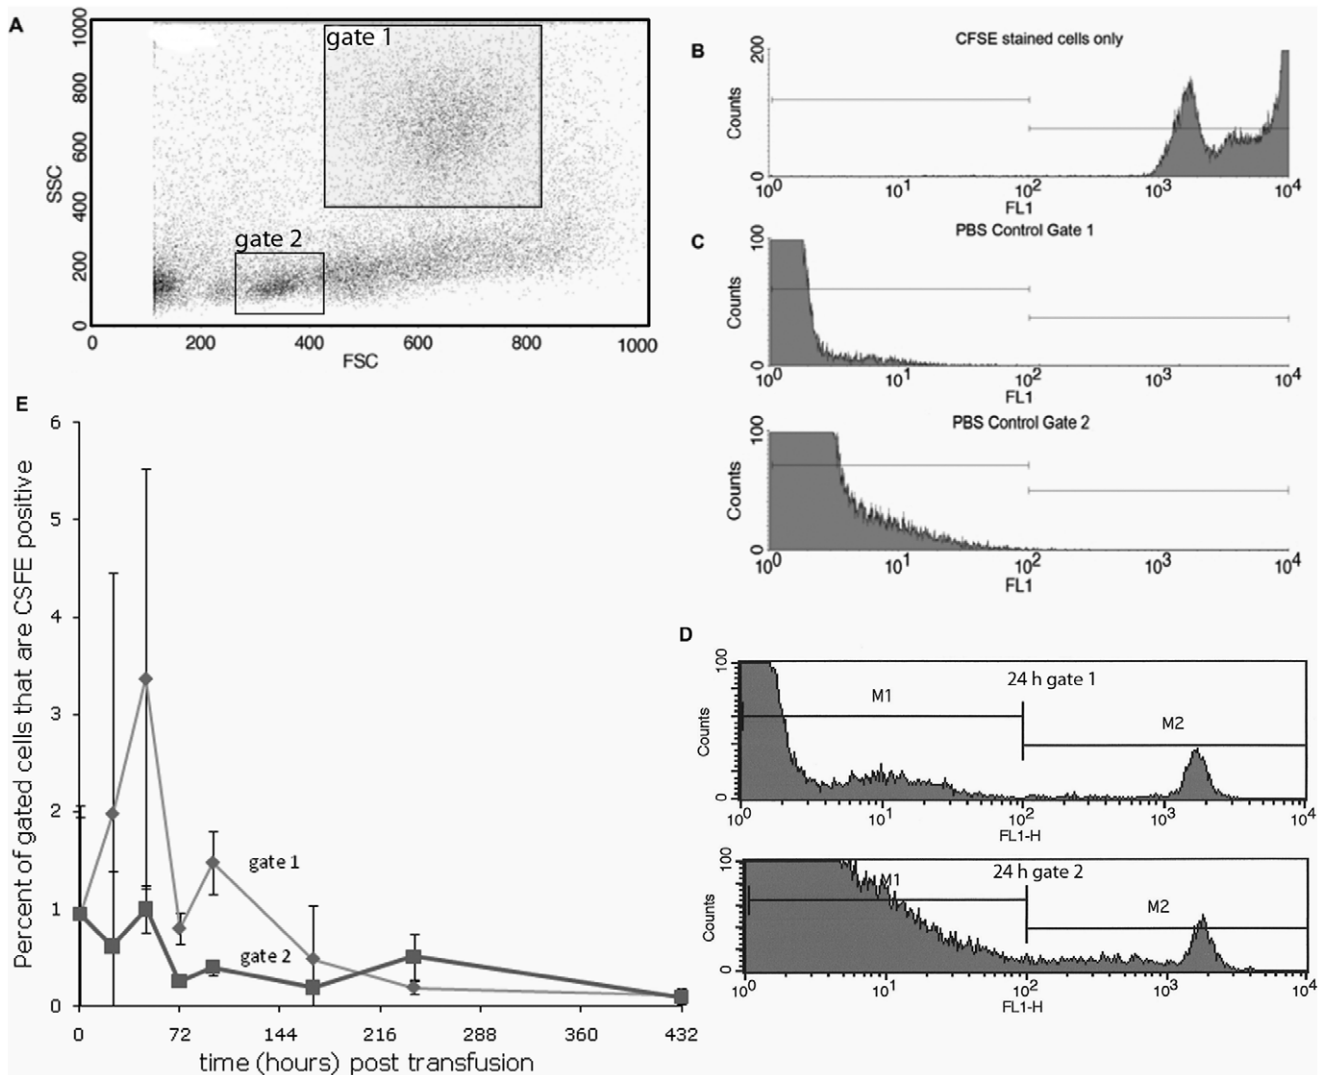 A
1000
800
600
400
200
0
SSC
gate 1
gate 2
0 200 400 600 800 1000
FSC
B
CFSE stained cells only
200
0
Counts
10^0 10^1 10^2 10^3 10^4
FL1
C
PBS Control Gate 1
100
0
Counts
10^0 10^1 10^2 10^3 10^4
FL1
PBS Control Gate 2
100
0
Counts
10^0 10^1 10^2 10^3 10^4
FL1
D
24 h gate 1
M1
M2
100
0
Counts
10^0 10^1 10^2 10^3 10^4
FL1-H
24 h gate 2
M1
M2
100
0
Counts
10^0 10^1 10^2 10^3 10^4
FL1-H
E
6
5
4
3
2
1
0
Percent of gated cells that are CSFE positive
gate 1
gate 2
0 72 144 216 288 360 432
time (hours) post transfusion